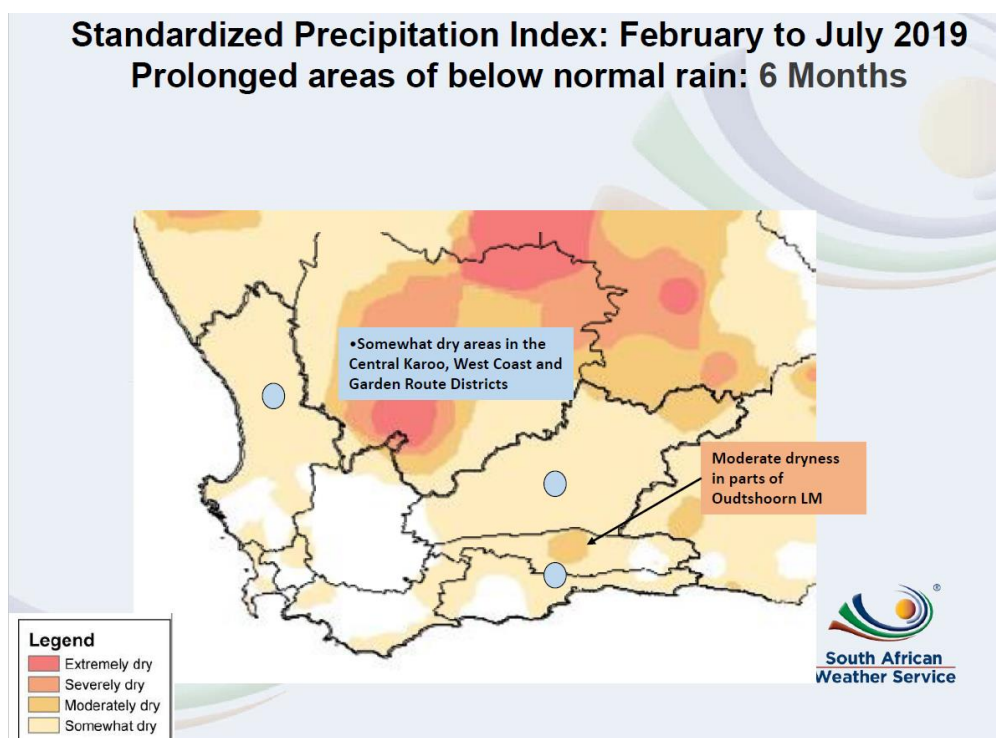 Standardized Precipitation Index: February to July 2019
Prolonged areas of below normal rain: 6 Months
•Somewhat dry areas in the
Central Karoo, West Coast and
Garden Route Districts
Moderate dryness
in parts of
Oudtshoorn LM
Legend
Extremely dry
Severely dry
Moderately dry
Somewhat dry
®
South African
Weather Service